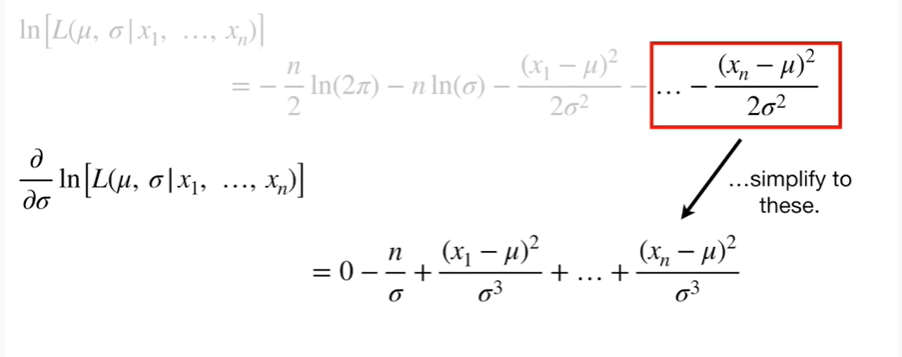 ln[L(μ, σ|x₁, …, xₙ)]
= − n/2 ln(2π) − n ln(σ) − (x₁ − μ)²/2σ² − … − (xₙ − μ)²/2σ²
∂/∂σ ln[L(μ, σ|x₁, …, xₙ)]
…simplify to
these.
= 0 − n/σ + (x₁ − μ)²/σ³ + … + (xₙ − μ)²/σ³